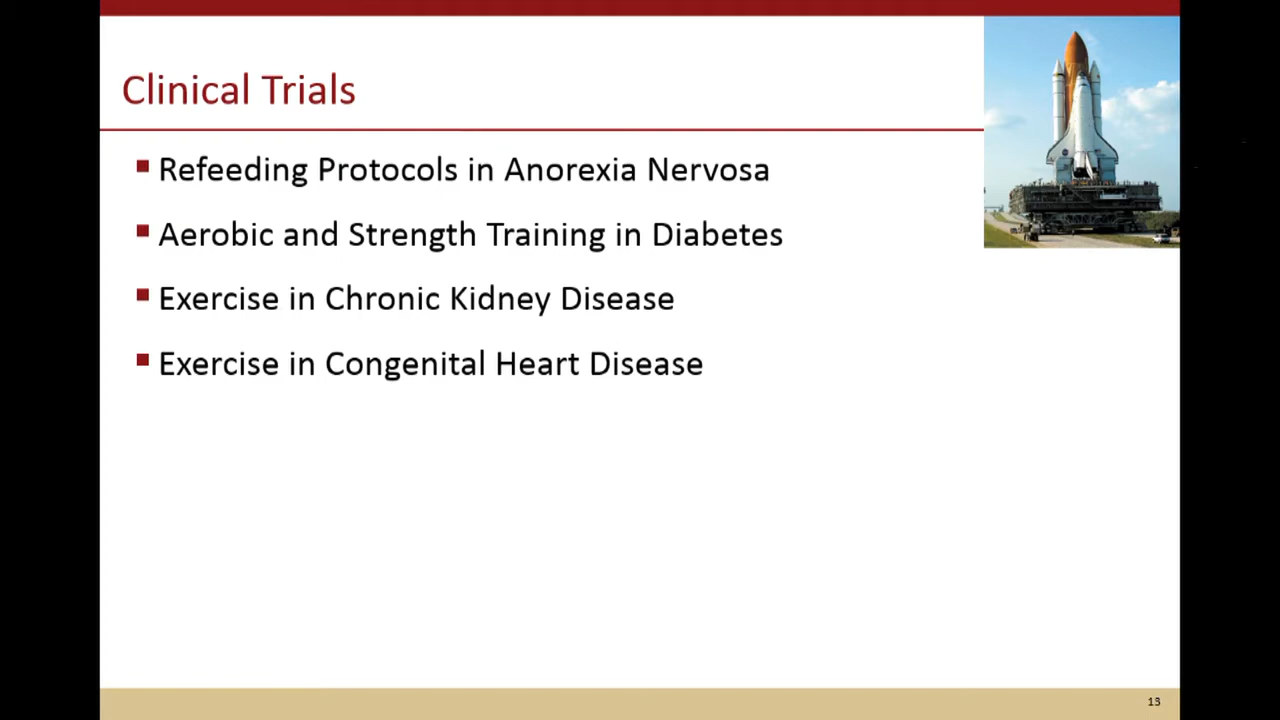 Clinical Trials
Refeeding Protocols in Anorexia Nervosa
Aerobic and Strength Training in Diabetes
Exercise in Chronic Kidney Disease
Exercise in Congenital Heart Disease
13